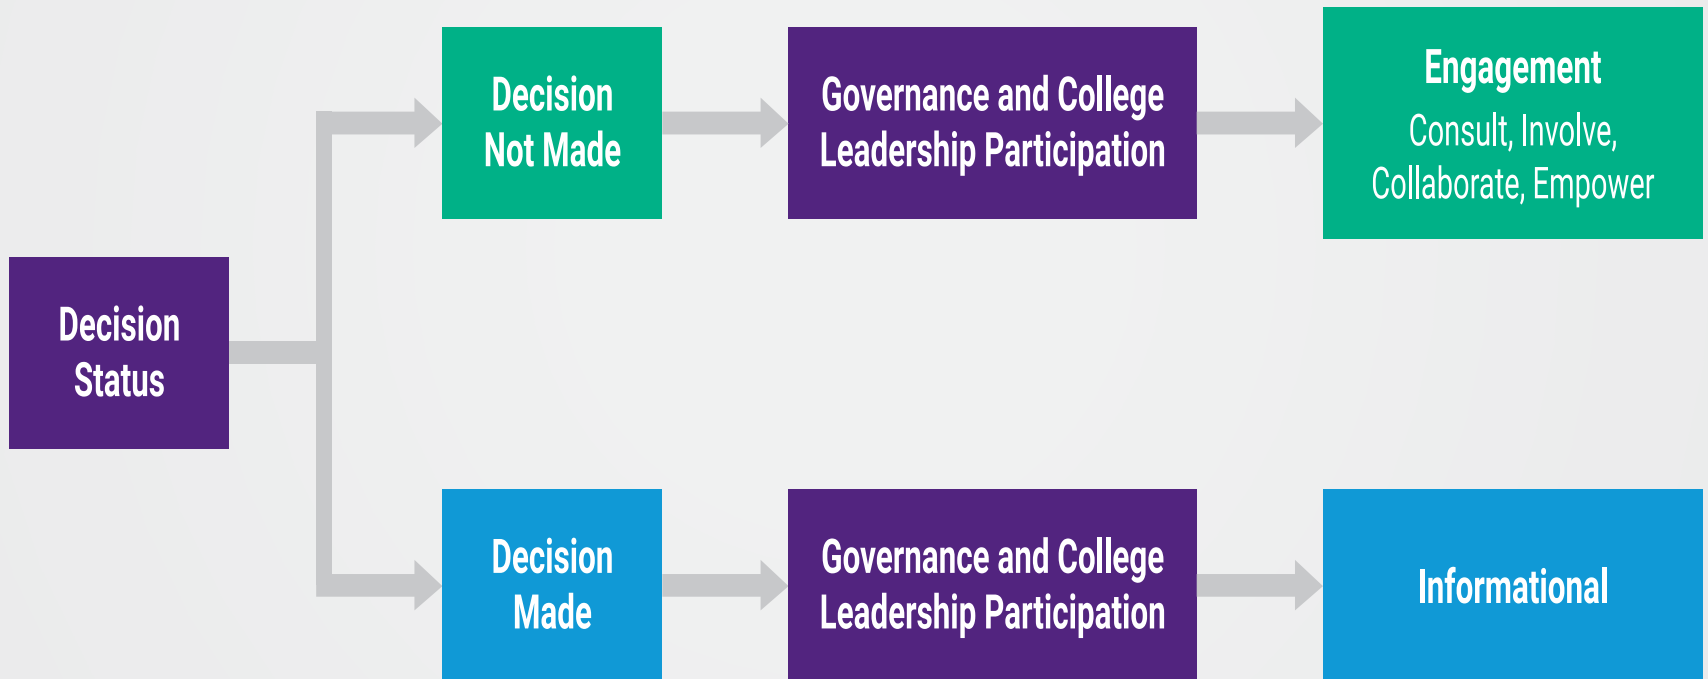 Decision
Status
Decision
Not Made
Governance and College
Leadership Participation
Engagement
Consult, Involve,
Collaborate, Empower
Decision
Made
Governance and College
Leadership Participation
Informational